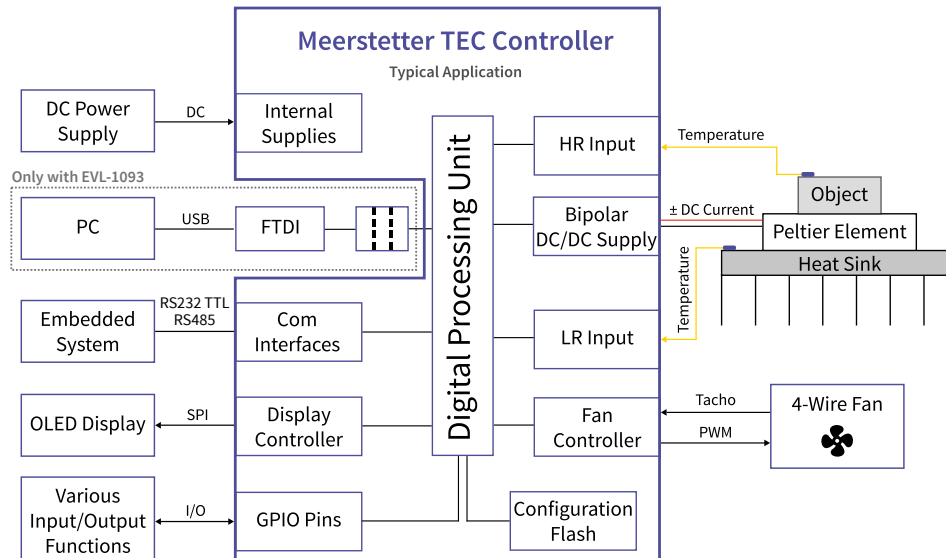 Meerstetter TEC Controller
Typical Application
DC Power
Supply
DC
Internal
Supplies
Only with EVL-1093
PC
USB
FTDI
Embedded
System
RS232 TTL
RS485
Com
Interfaces
OLED Display
SPI
Display
Controller
Various
Input/Output
Functions
I/O
GPIO Pins
Digital Processing Unit
HR Input
Bipolar
DC/DC Supply
LR Input
Fan
Controller
Configuration
Flash
Temperature
± DC Current
Temperature
Object
Peltier Element
Heat Sink
Tacho
PWM
4-Wire Fan